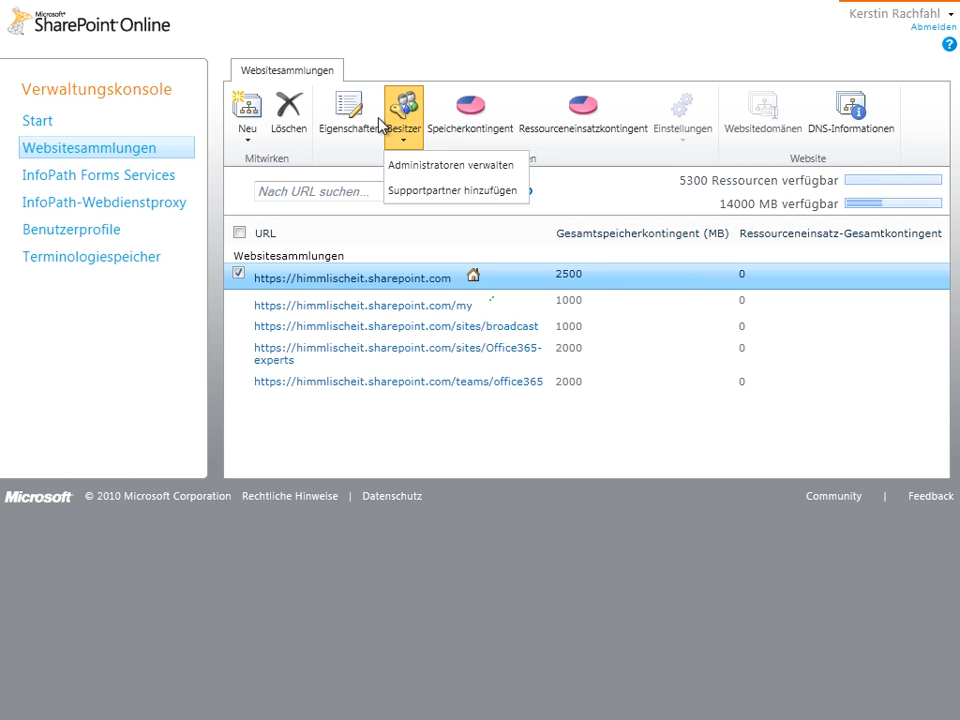 Microsoft®
SharePoint Online
Kerstin Rachfahl
Abmelden
?
Verwaltungskonsole
Start
Websitesammlungen
InfoPath Forms Services
InfoPath-Webdienstproxy
Benutzerprofile
Terminologiespeicher
Websitesammlungen
Neu
Löschen
Eigenschaften
Besitzer
Speicherkontingent
Ressourceneinsatzkontingent
Einstellungen
Websitedomänen
DNS-Informationen
Mitwirken
Website
Administratoren verwalten
Supportpartner hinzufügen
Nach URL suchen...
5300 Ressourcen verfügbar
14000 MB verfügbar
URL Gesamtspeicherkontingent (MB) Ressourceneinsatz-Gesamtkontingent
Websitesammlungen
https://himmlischeit.sharepoint.com 2500 0
https://himmlischeit.sharepoint.com/my 1000 0
https://himmlischeit.sharepoint.com/sites/broadcast 1000 0
https://himmlischeit.sharepoint.com/sites/Office365- 2000 0
experts
https://himmlischeit.sharepoint.com/teams/office365 2000 0
Microsoft © 2010 Microsoft Corporation Rechtliche Hinweise | Datenschutz Community | Feedback